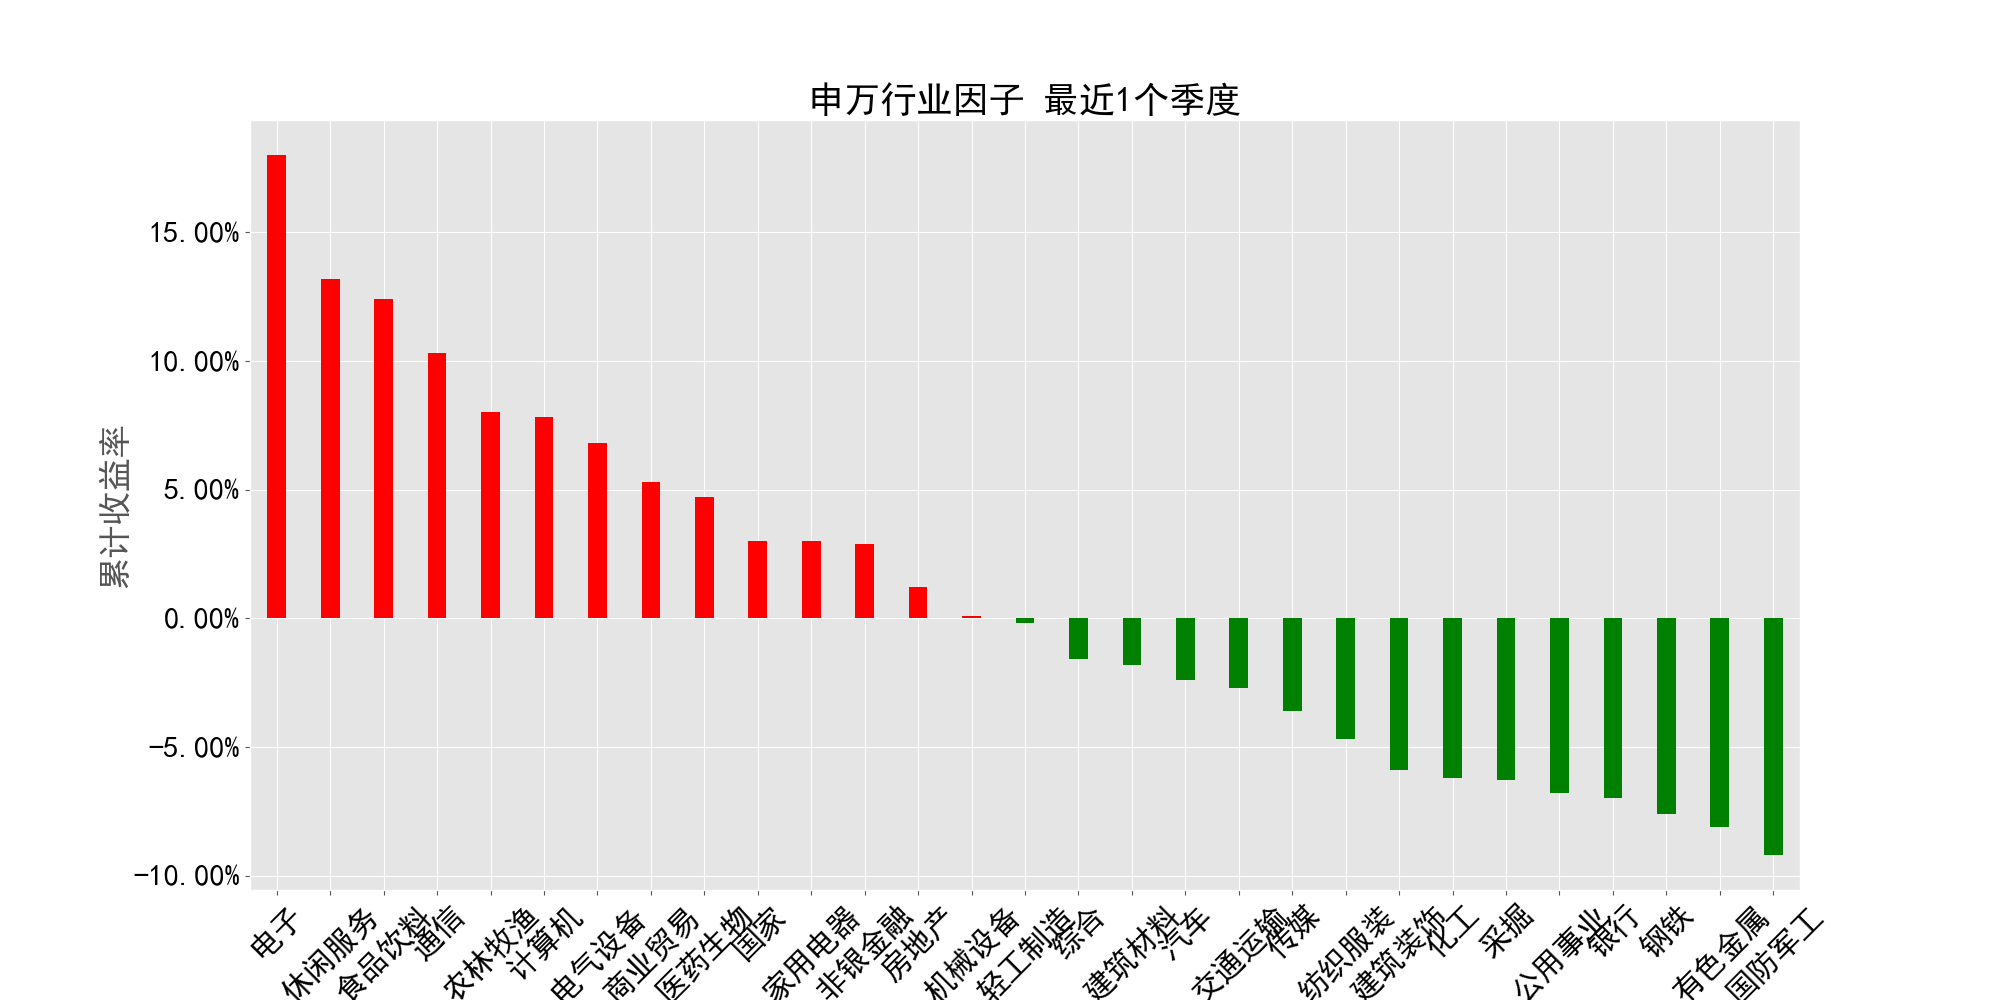 申万行业因子 最近1个季度
累计收益率
15.00%
10.00%
5.00%
0.00%
-5.00%
-10.00%
电子
休闲服务
食品饮料
通信
农林牧渔
计算机
电气设备
商业贸易
医药生物
国家
家用电器
非银金融
房地产
机械设备
轻工制造
综合
建筑材料
汽车
交通运输
传媒
纺织服装
建筑装饰
化工
采掘
公用事业
银行
钢铁
有色金属
国防军工